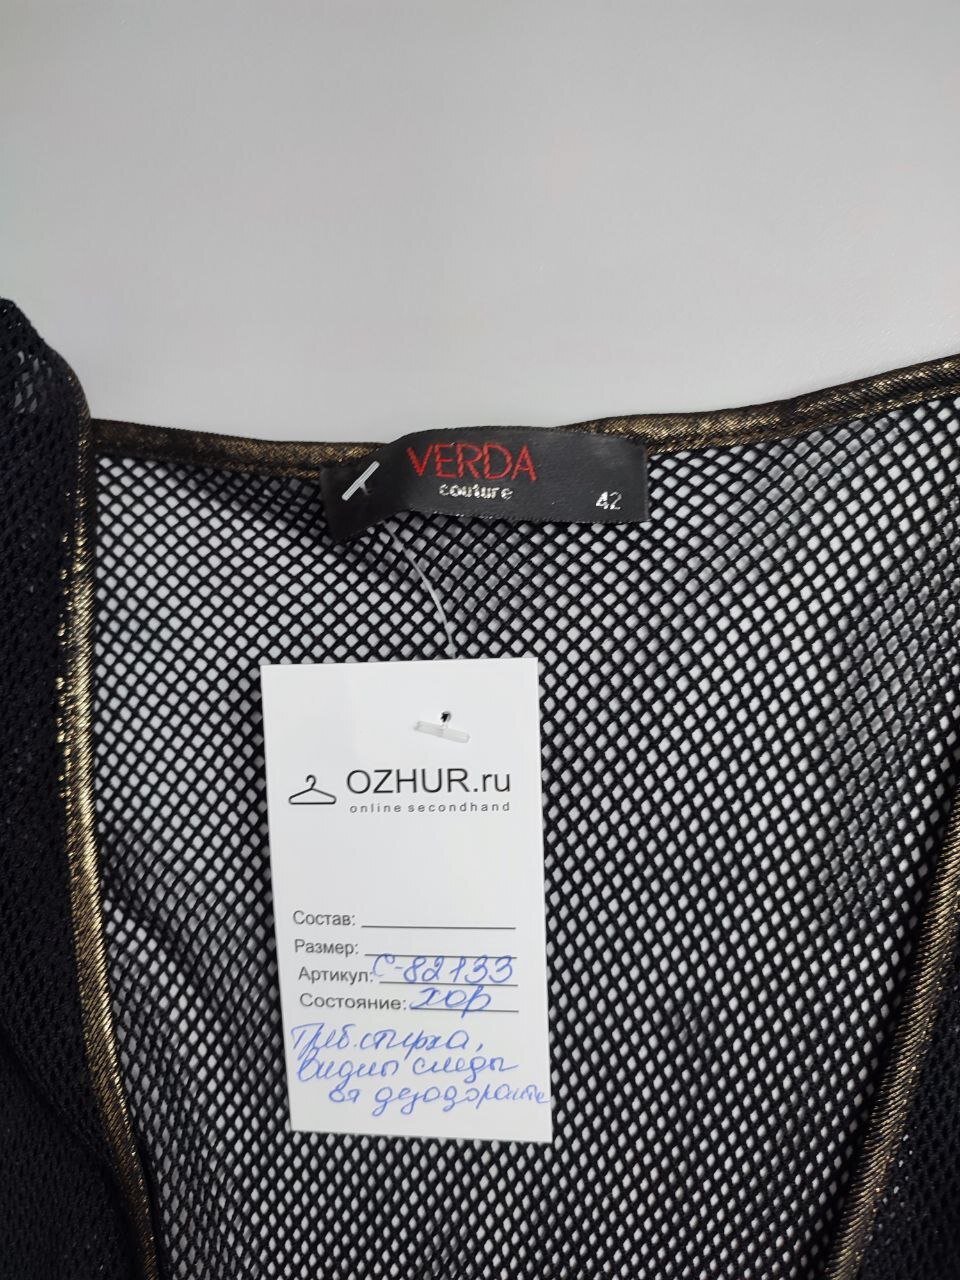 VERDA
couture
42
OZHUR.ru
online secondhand
Состав:
Размер:
Артикул: С-82133
Состояние: хор
Треб. стирка,
видны следы
от дезодоранта